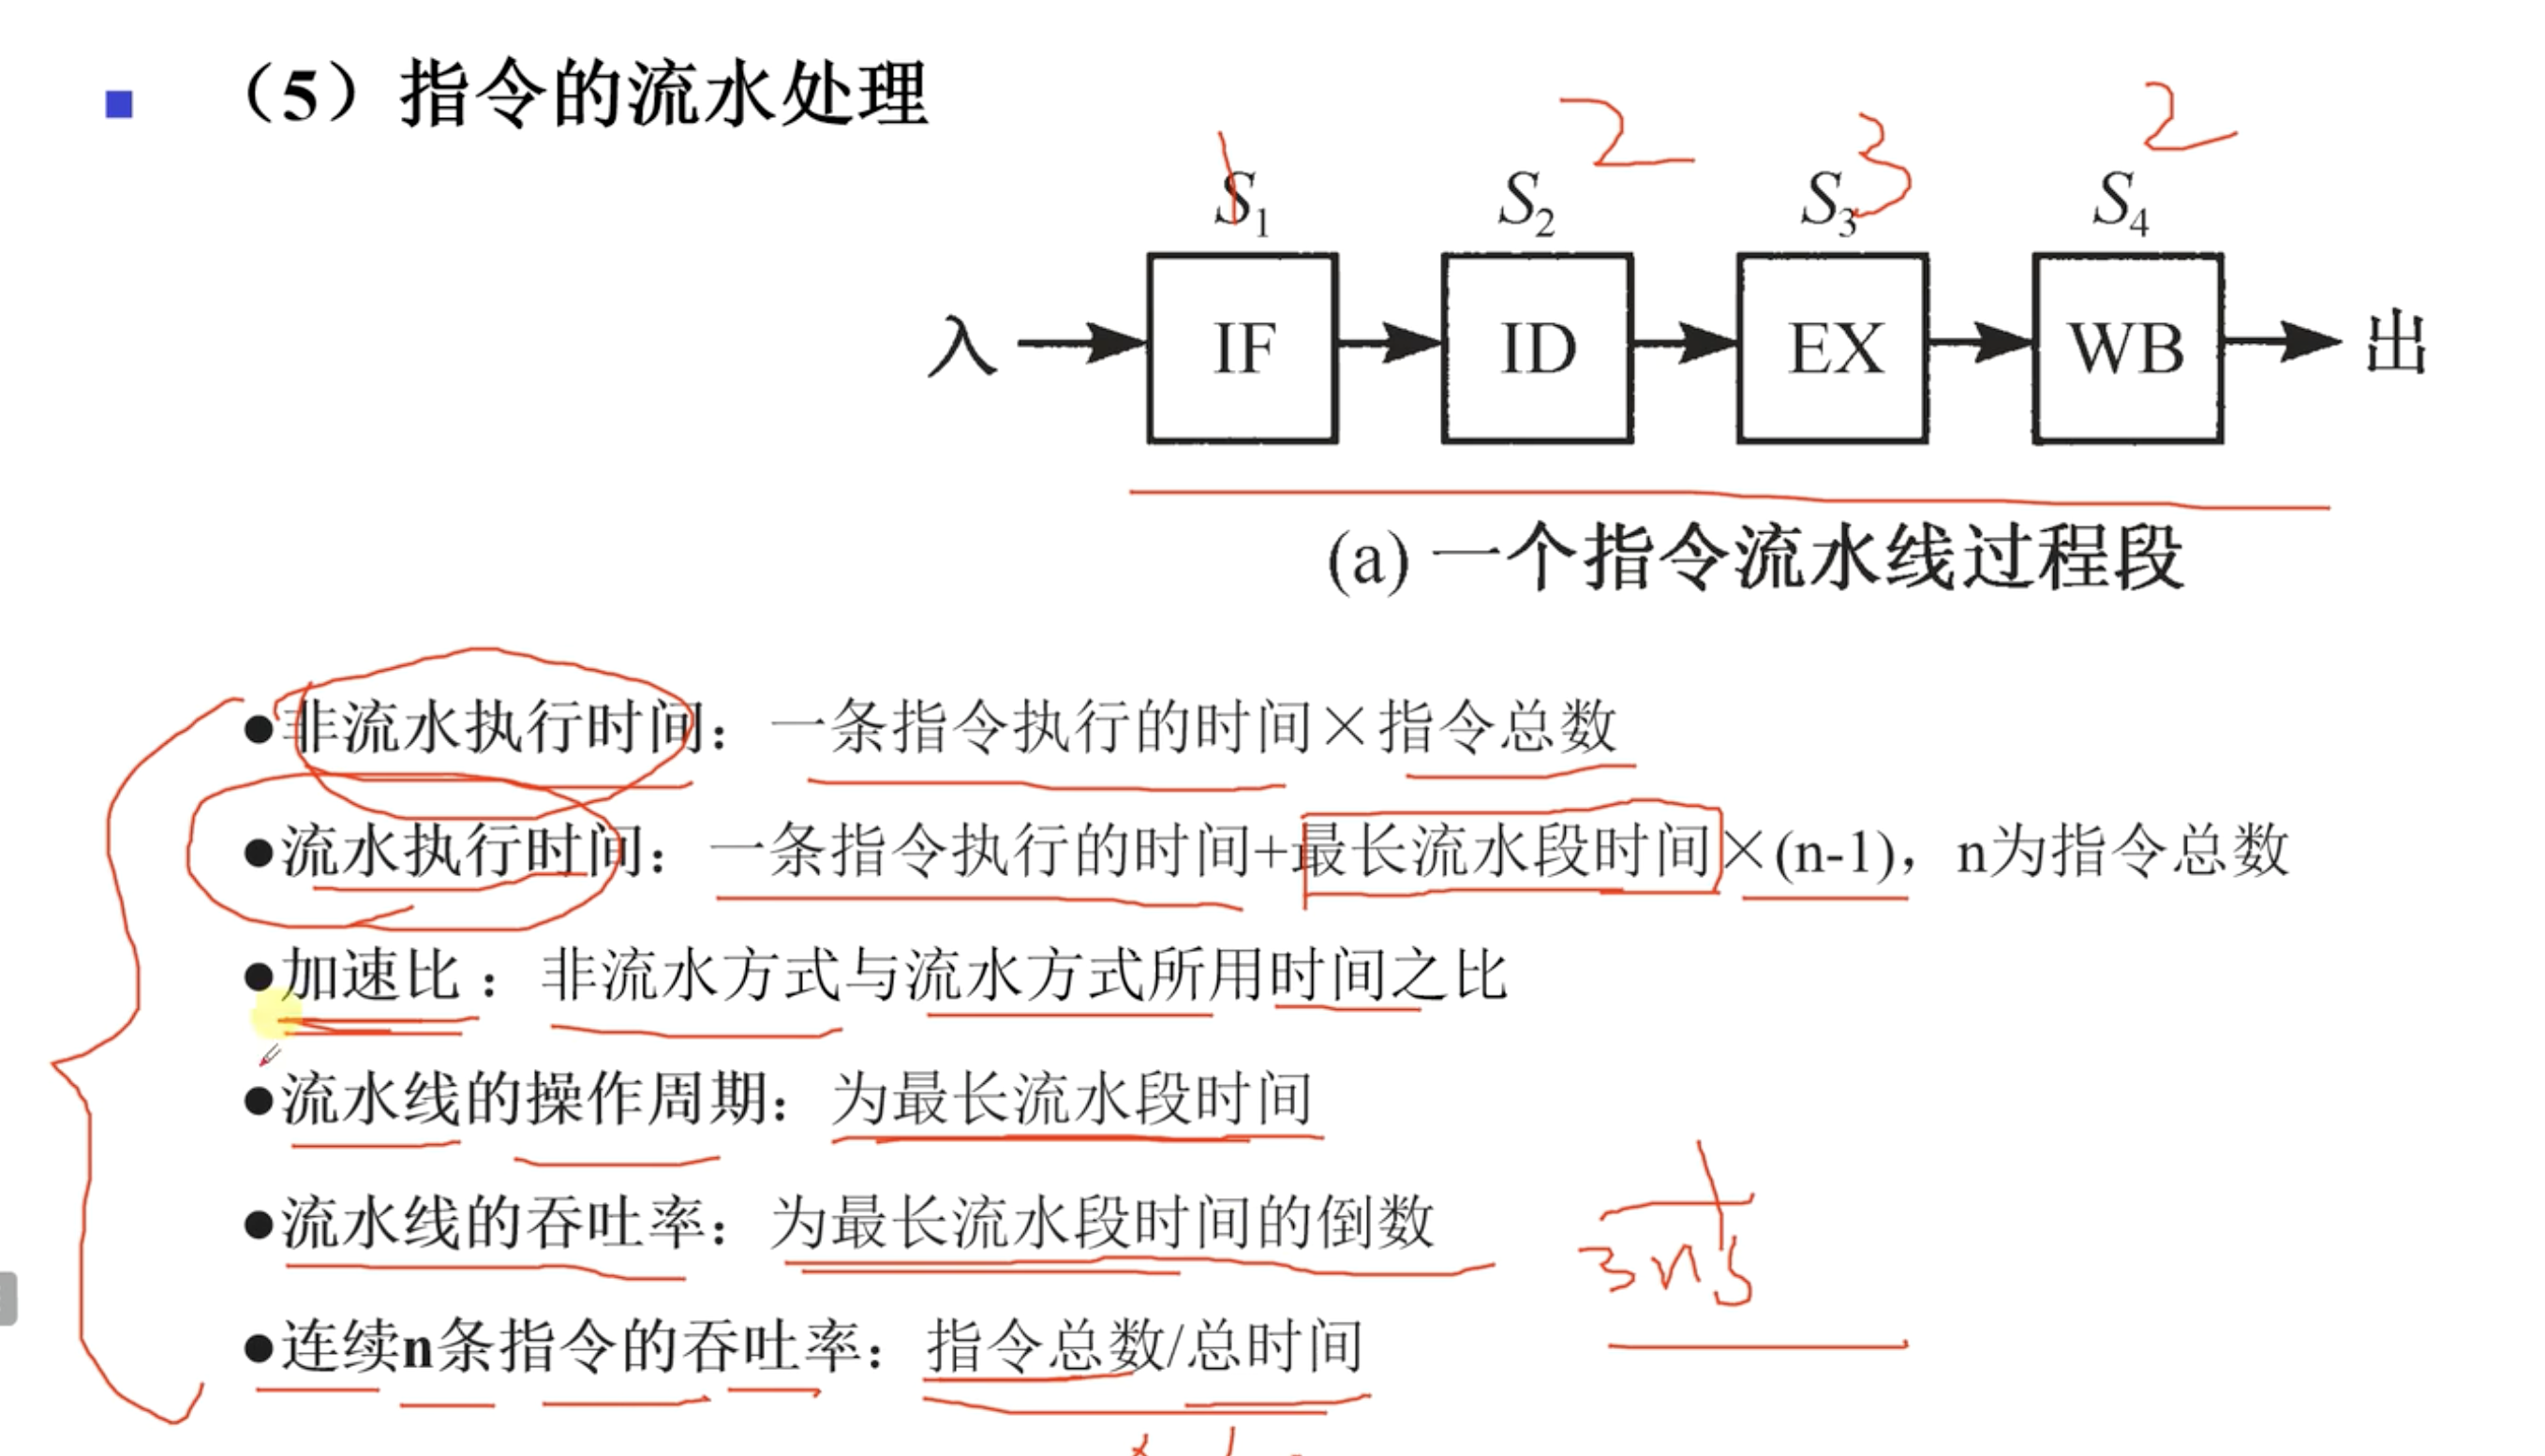 （5）指令的流水处理
1 2 3 2
S1 S2 S3 S4
入 IF ID EX WB 出
(a) 一个指令流水线过程段
●非流水执行时间：一条指令执行的时间×指令总数
●流水执行时间：一条指令执行的时间+最长流水段时间×(n-1)，n为指令总数
●加速比：非流水方式与流水方式所用时间之比
●流水线的操作周期：为最长流水段时间
●流水线的吞吐率：为最长流水段时间的倒数
1
3ns
●连续n条指令的吞吐率：指令总数/总时间